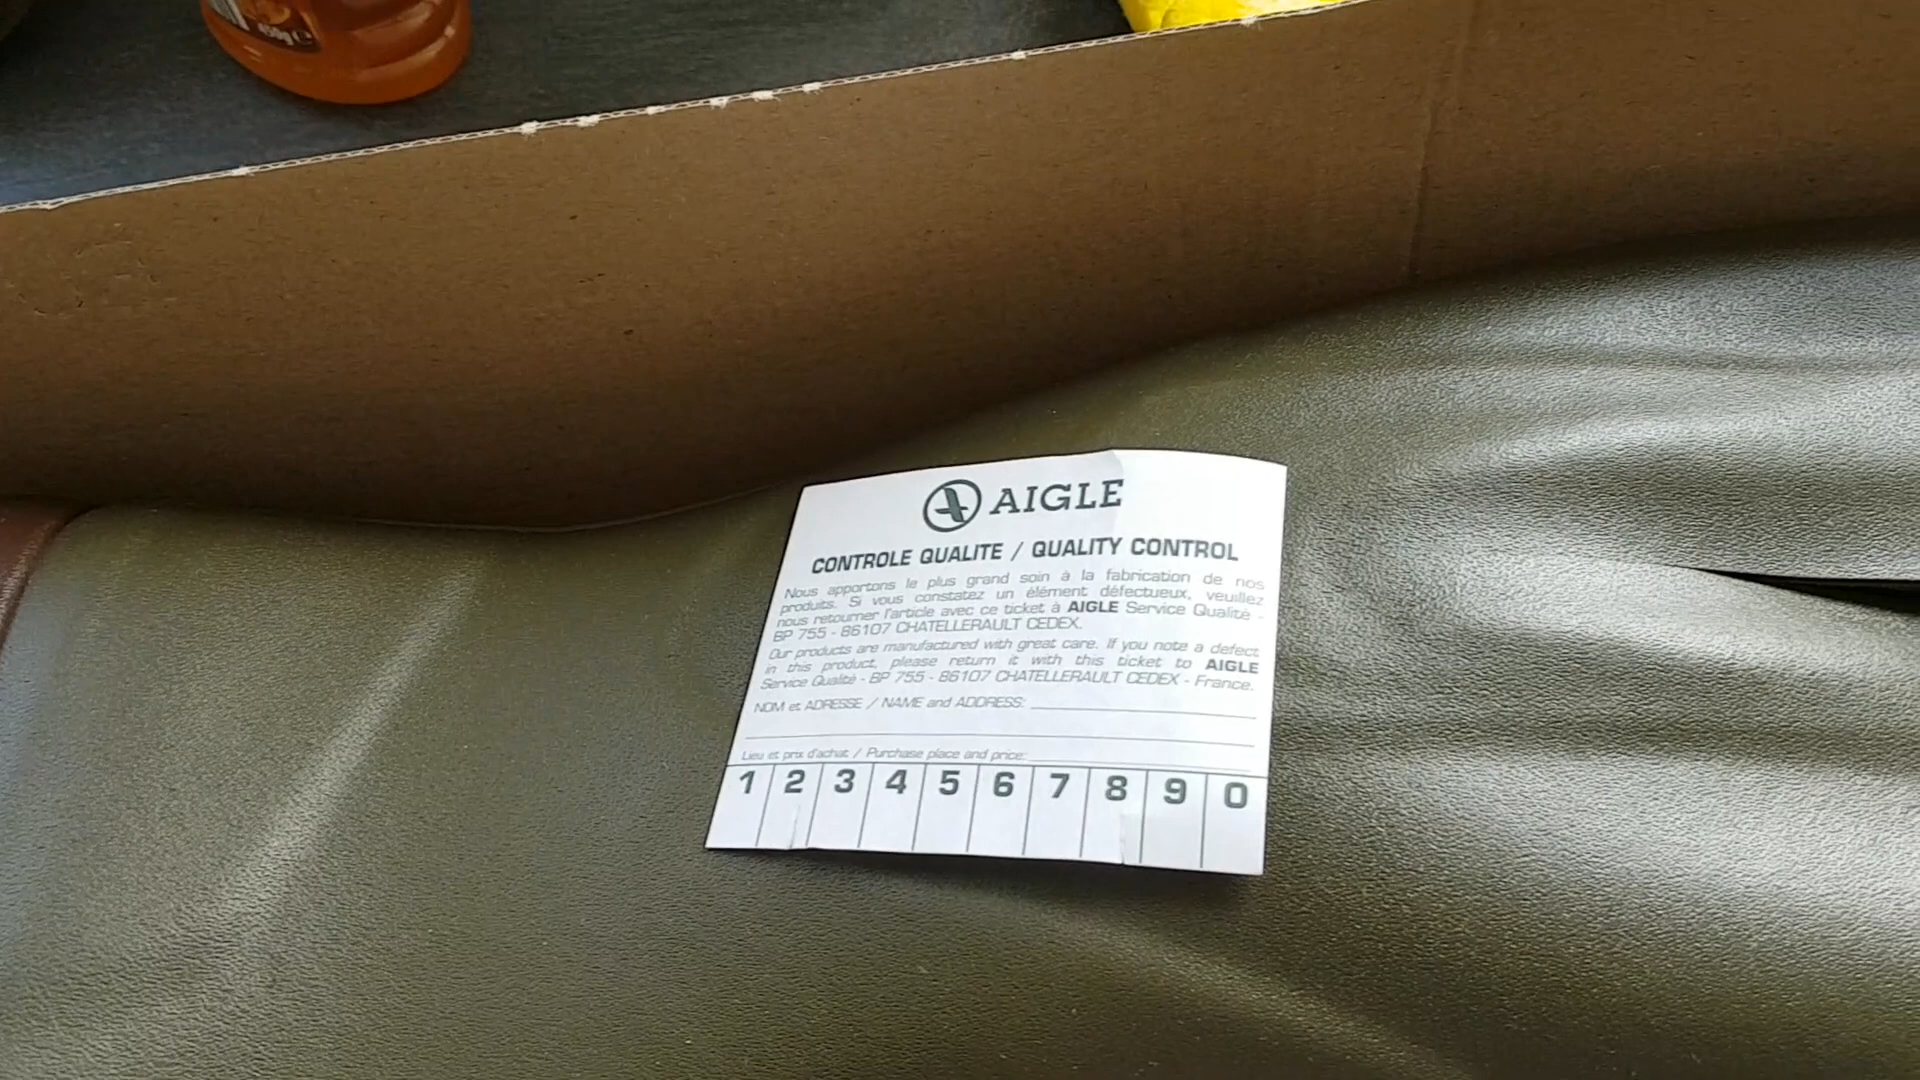 450g e
AIGLE
CONTROLE QUALITE / QUALITY CONTROL
Nous apportons le plus grand soin à la fabrication de nos
produits. Si vous constatez un élément défectueux, veuillez
nous retourner l'article avec ce ticket à AIGLE Service Qualité -
BP 755 - 86107 CHATELLERAULT CEDEX.
Our products are manufactured with great care. If you note a defect
in this product, please return it with this ticket to AIGLE
Service Qualité - BP 755 - 86107 CHATELLERAULT CEDEX - France.
NOM et ADRESSE / NAME and ADDRESS:
Lieu et prix d'achat / Purchase place and price:
1 2 3 4 5 6 7 8 9 0